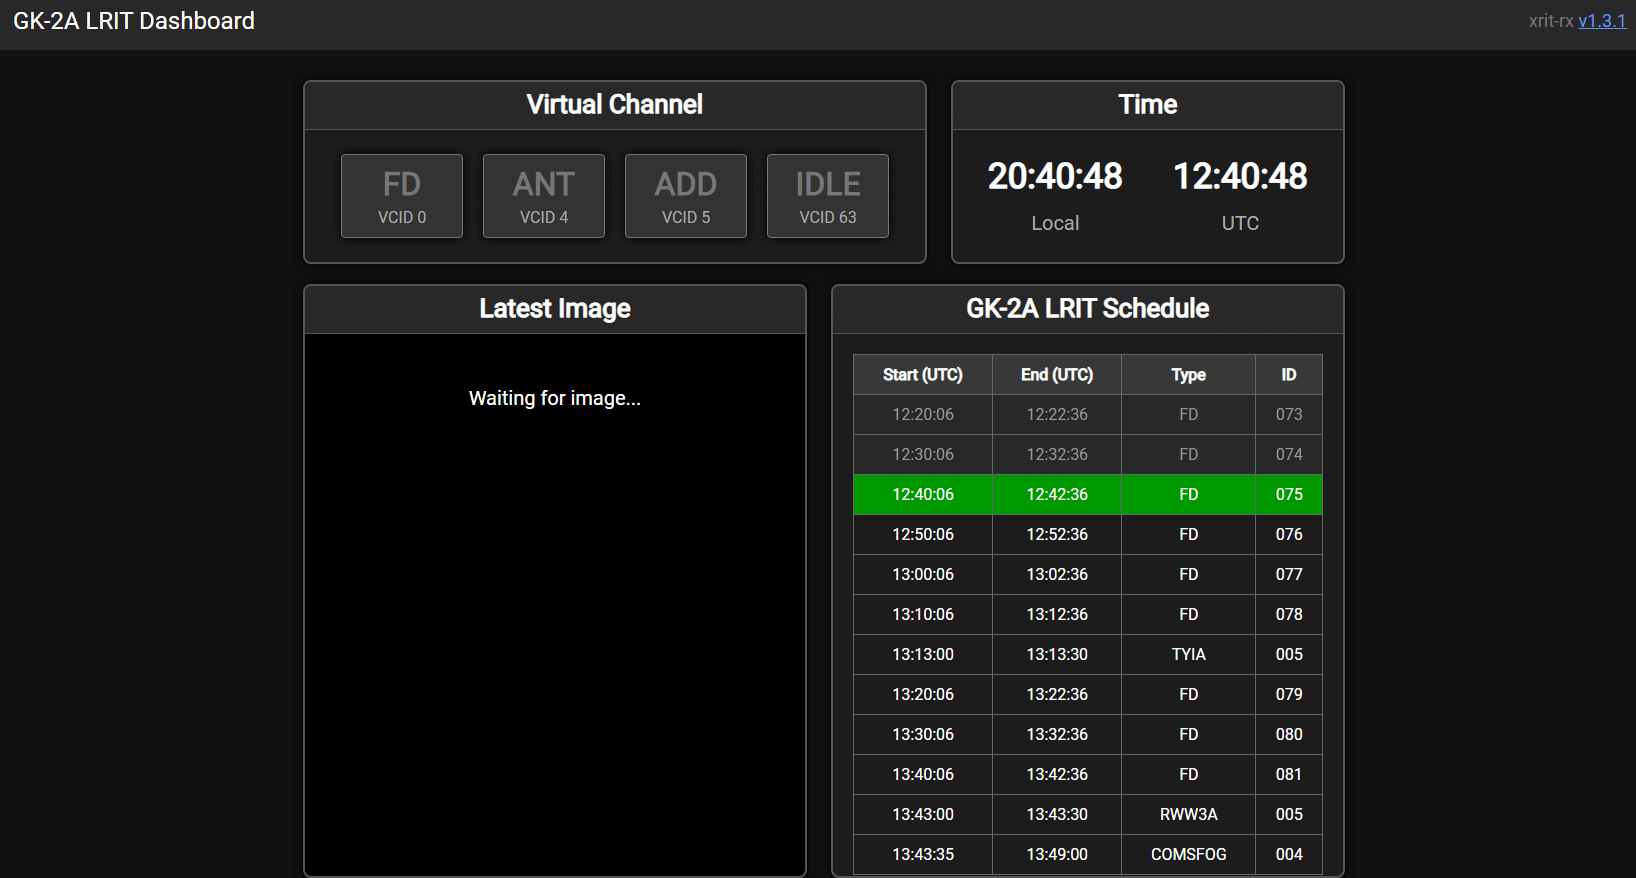 GK-2A LRIT Dashboard
xrit-rx v1.3.1
Virtual Channel
FD
VCID 0
ANT
VCID 4
ADD
VCID 5
IDLE
VCID 63
Time
20:40:48 12:40:48
Local UTC
Latest Image
Waiting for image...
GK-2A LRIT Schedule
Start (UTC) End (UTC) Type ID
12:20:06 12:22:36 FD 073
12:30:06 12:32:36 FD 074
12:40:06 12:42:36 FD 075
12:50:06 12:52:36 FD 076
13:00:06 13:02:36 FD 077
13:10:06 13:12:36 FD 078
13:13:00 13:13:30 TYIA 005
13:20:06 13:22:36 FD 079
13:30:06 13:32:36 FD 080
13:40:06 13:42:36 FD 081
13:43:00 13:43:30 RWW3A 005
13:43:35 13:49:00 COMSFOG 004